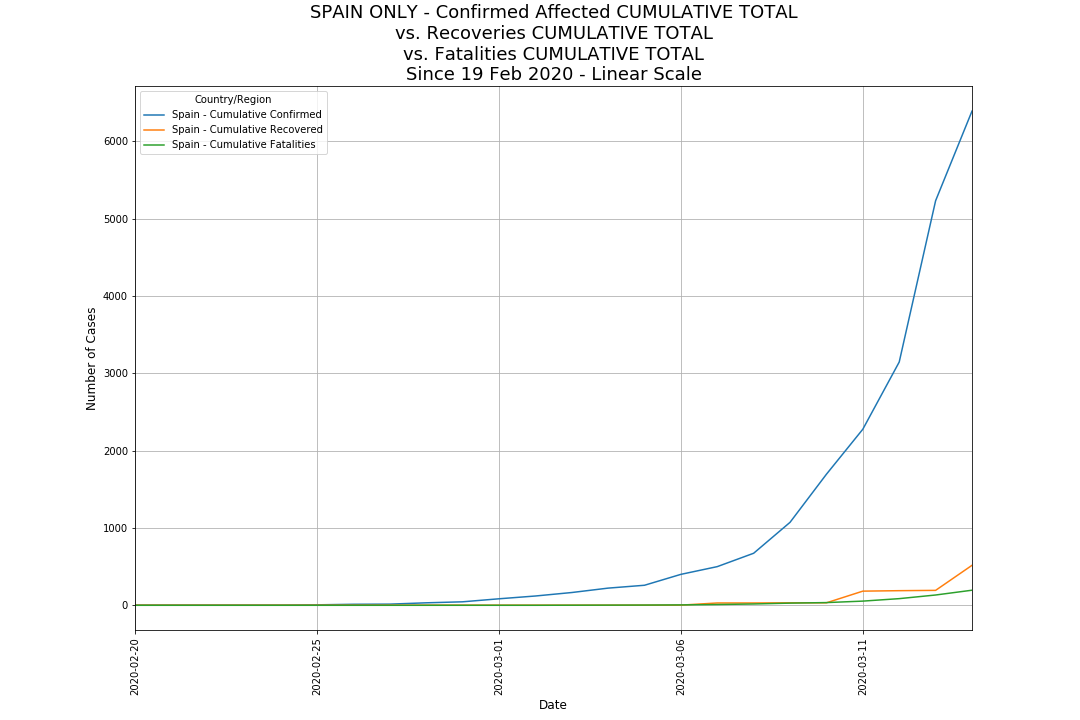 SPAIN ONLY - Confirmed Affected CUMULATIVE TOTAL
vs. Recoveries CUMULATIVE TOTAL
vs. Fatalities CUMULATIVE TOTAL
Since 19 Feb 2020 - Linear Scale
Country/Region
Spain - Cumulative Confirmed
Spain - Cumulative Recovered
Spain - Cumulative Fatalities
Number of Cases
6000
5000
4000
3000
2000
1000
0
2020-02-20
2020-02-25
2020-03-01
2020-03-06
2020-03-11
Date